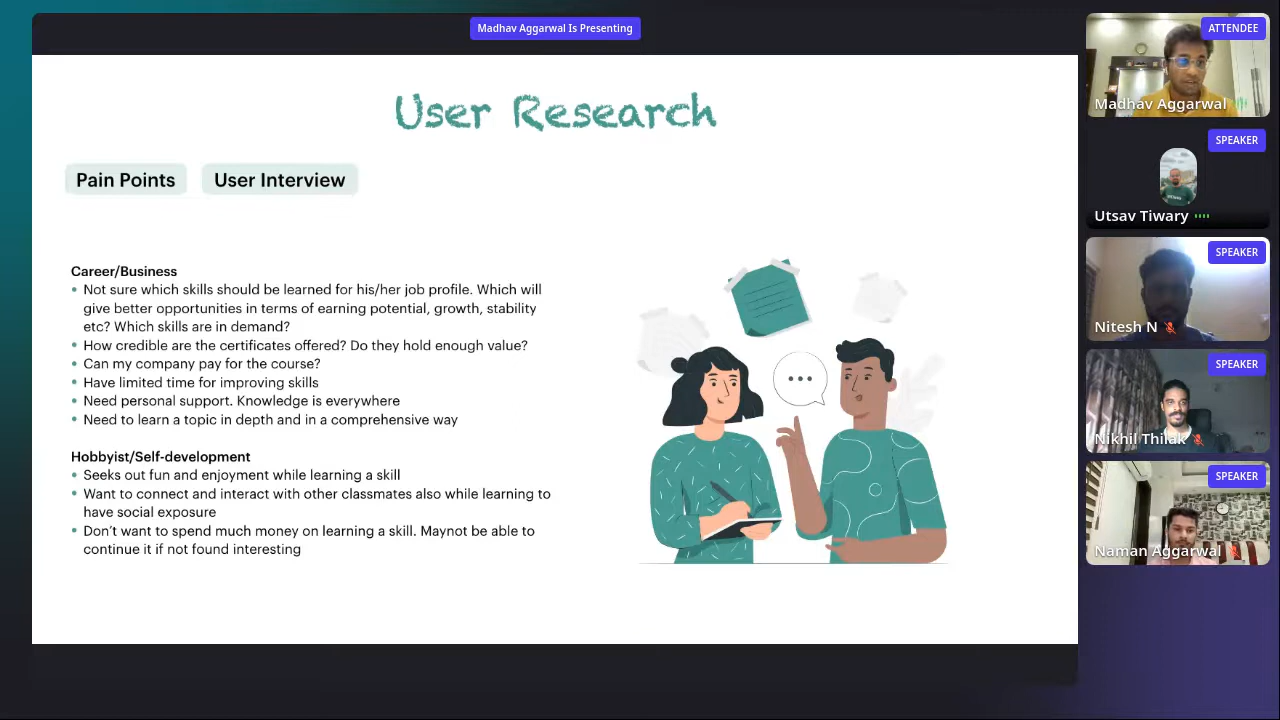 Madhav Aggarwal Is Presenting
User Research
Pain Points
User Interview
Career/Business
• Not sure which skills should be learned for his/her job profile. Which will
give better opportunities in terms of earning potential, growth, stability
etc? Which skills are in demand?
• How credible are the certificates offered? Do they hold enough value?
• Can my company pay for the course?
• Have limited time for improving skills
• Need personal support. Knowledge is everywhere
• Need to learn a topic in depth and in a comprehensive way
Hobbyist/Self-development
• Seeks out fun and enjoyment while learning a skill
• Want to connect and interact with other classmates also while learning to
have social exposure
• Don't want to spend much money on learning a skill. Maynot be able to
continue it if not found interesting
ATTENDEE
Madhav Aggarwal
SPEAKER
Utsav Tiwary
SPEAKER
Nitesh N
SPEAKER
Nikhil Thilak
SPEAKER
Naman Aggarwal